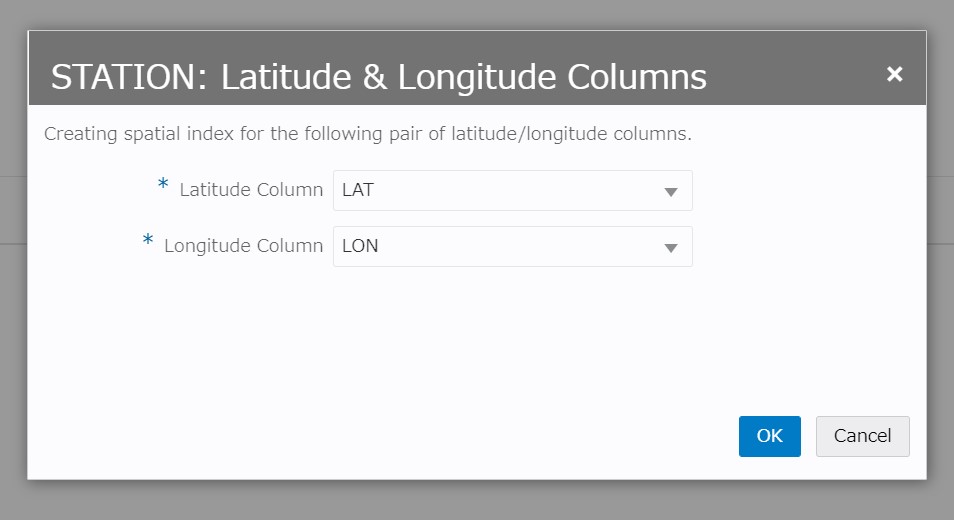 STATION: Latitude & Longitude Columns
Creating spatial index for the following pair of latitude/longitude columns.
* Latitude Column LAT
* Longitude Column LON
OK Cancel